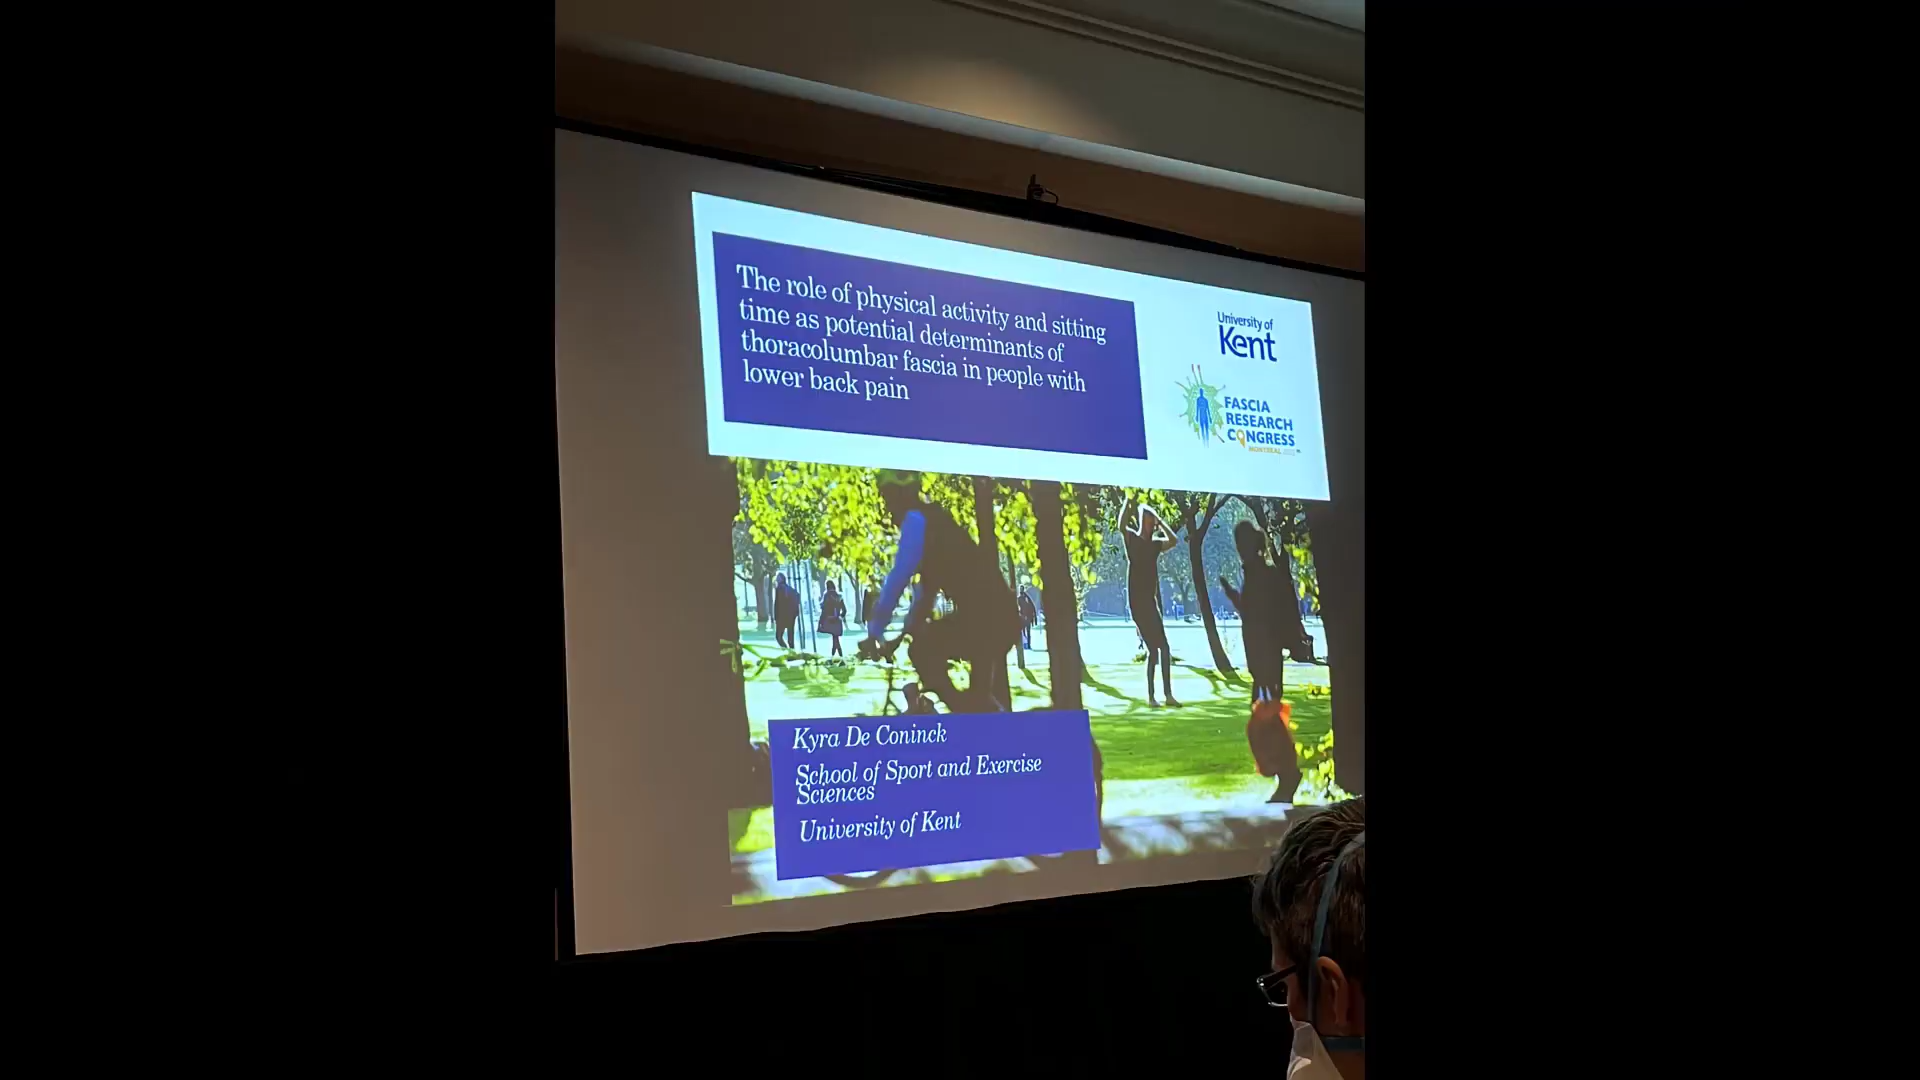 The role of physical activity and sitting
time as potential determinants of
thoracolumbar fascia in people with
lower back pain
University of
Kent
FASCIA
RESEARCH
CONGRESS
MONTREAL
Kyra De Coninck
School of Sport and Exercise
Sciences
University of Kent